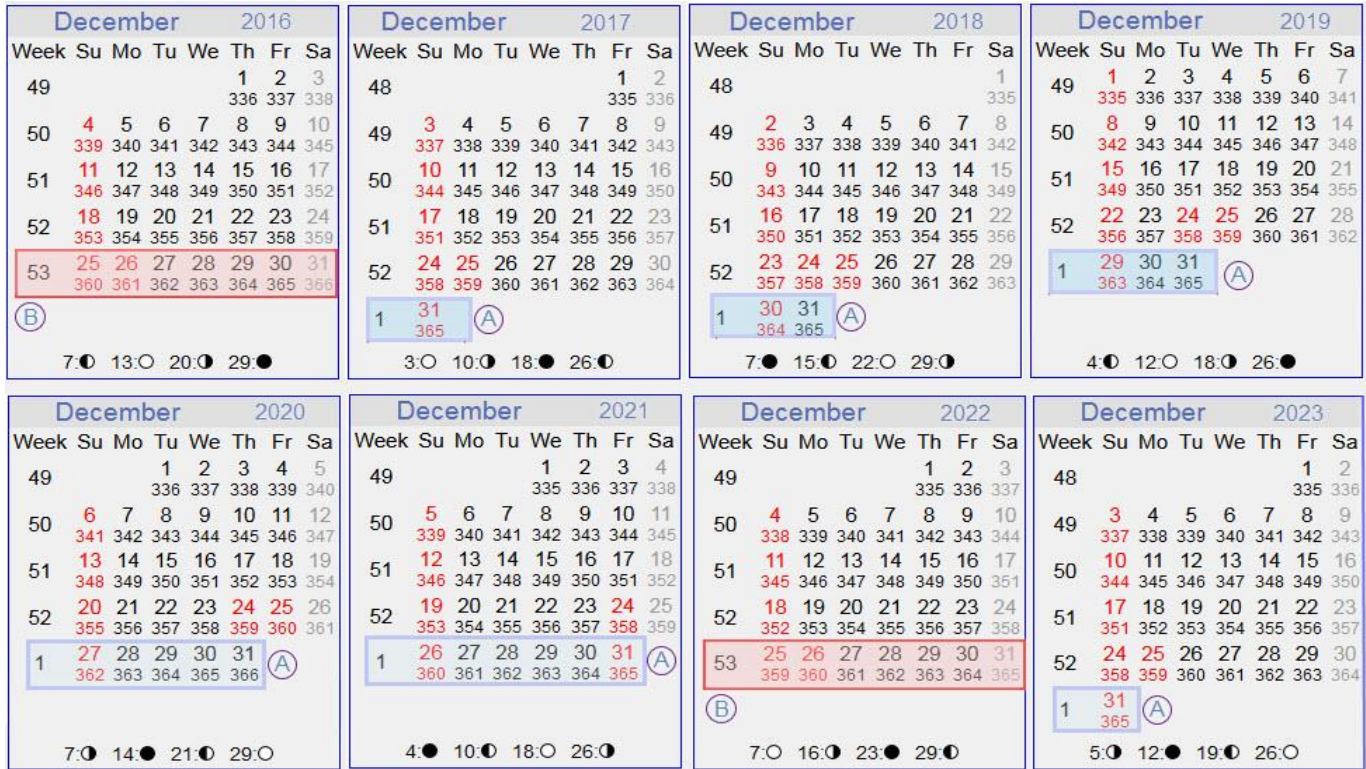 December 2016
Week Su Mo Tu We Th Fr Sa
49 1 2 3
336 337 338
50 4 5 6 7 8 9 10
339 340 341 342 343 344 345
51 11 12 13 14 15 16 17
346 347 348 349 350 351 352
52 18 19 20 21 22 23 24
353 354 355 356 357 358 359
53 25 26 27 28 29 30 31
360 361 362 363 364 365 366
B
7:◐ 13:○ 20:◑ 29:●
December 2017
Week Su Mo Tu We Th Fr Sa
48 1 2
335 336
49 3 4 5 6 7 8 9
337 338 339 340 341 342 343
50 10 11 12 13 14 15 16
344 345 346 347 348 349 350
51 17 18 19 20 21 22 23
351 352 353 354 355 356 357
52 24 25 26 27 28 29 30
358 359 360 361 362 363 364
1 31 A
365
3:○ 10:◑ 18:● 26:◐
December 2018
Week Su Mo Tu We Th Fr Sa
48 1
335
49 2 3 4 5 6 7 8
336 337 338 339 340 341 342
50 9 10 11 12 13 14 15
343 344 345 346 347 348 349
51 16 17 18 19 20 21 22
350 351 352 353 354 355 356
52 23 24 25 26 27 28 29
357 358 359 360 361 362 363
1 30 31 A
364 365
7:● 15:◐ 22:○ 29:◑
December 2019
Week Su Mo Tu We Th Fr Sa
49 1 2 3 4 5 6 7
335 336 337 338 339 340 341
50 8 9 10 11 12 13 14
342 343 344 345 346 347 348
51 15 16 17 18 19 20 21
349 350 351 352 353 354 355
52 22 23 24 25 26 27 28
356 357 358 359 360 361 362
1 29 30 31 A
363 364 365
4:◐ 12:○ 18:◑ 26:●
December 2020
Week Su Mo Tu We Th Fr Sa
49 1 2 3 4 5
336 337 338 339 340
50 6 7 8 9 10 11 12
341 342 343 344 345 346 347
51 13 14 15 16 17 18 19
348 349 350 351 352 353 354
52 20 21 22 23 24 25 26
355 356 357 358 359 360 361
1 27 28 29 30 31 A
362 363 364 365 366
7:◑ 14:● 21:◐ 29:○
December 2021
Week Su Mo Tu We Th Fr Sa
49 1 2 3 4
335 336 337 338
50 5 6 7 8 9 10 11
339 340 341 342 343 344 345
51 12 13 14 15 16 17 18
346 347 348 349 350 351 352
52 19 20 21 22 23 24 25
353 354 355 356 357 358 359
1 26 27 28 29 30 31 A
360 361 362 363 364 365
4:● 10:◐ 18:○ 26:◑
December 2022
Week Su Mo Tu We Th Fr Sa
49 1 2 3
335 336 337
50 4 5 6 7 8 9 10
338 339 340 341 342 343 344
51 11 12 13 14 15 16 17
345 346 347 348 349 350 351
52 18 19 20 21 22 23 24
352 353 354 355 356 357 358
53 25 26 27 28 29 30 31
359 360 361 362 363 364 365
B
7:○ 16:◑ 23:● 29:◐
December 2023
Week Su Mo Tu We Th Fr Sa
48 1 2
335 336
49 3 4 5 6 7 8 9
337 338 339 340 341 342 343
50 10 11 12 13 14 15 16
344 345 346 347 348 349 350
51 17 18 19 20 21 22 23
351 352 353 354 355 356 357
52 24 25 26 27 28 29 30
358 359 360 361 362 363 364
1 31 A
365
5:◑ 12:● 19:◐ 26:○